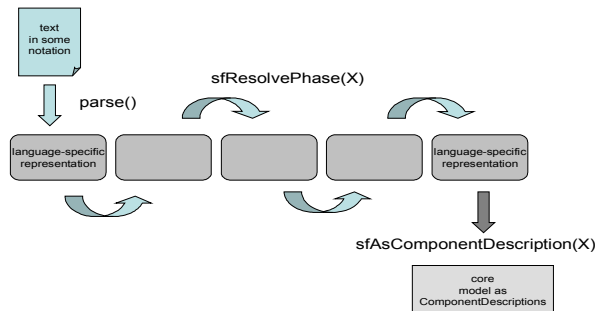 text
in some
notation
sfResolvePhase(X)
parse()
language-specific
representation
language-specific
representation
sfAsComponentDescription(X)
core
model as
ComponentDescriptions